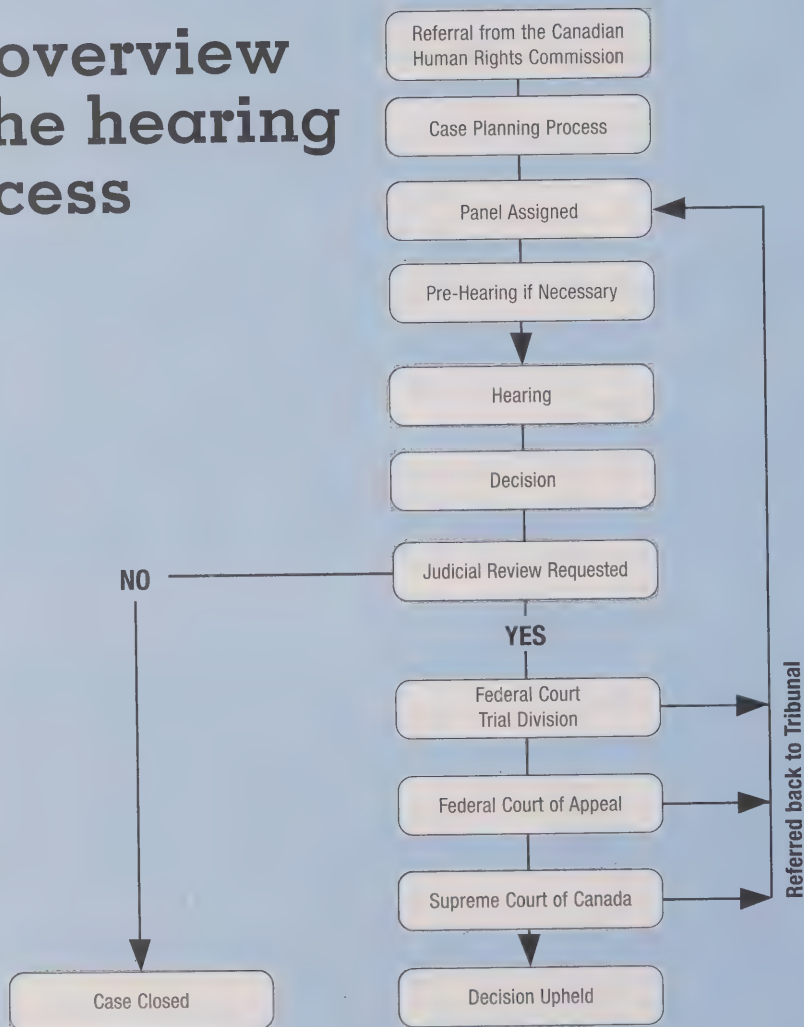 overview
he hearing
cess
Referral from the Canadian
Human Rights Commission
Case Planning Process
Panel Assigned
Pre-Hearing if Necessary
Hearing
Decision
Judicial Review Requested
NO
YES
Federal Court
Trial Division
Federal Court of Appeal
Supreme Court of Canada
Referred back to Tribunal
Case Closed
Decision Upheld